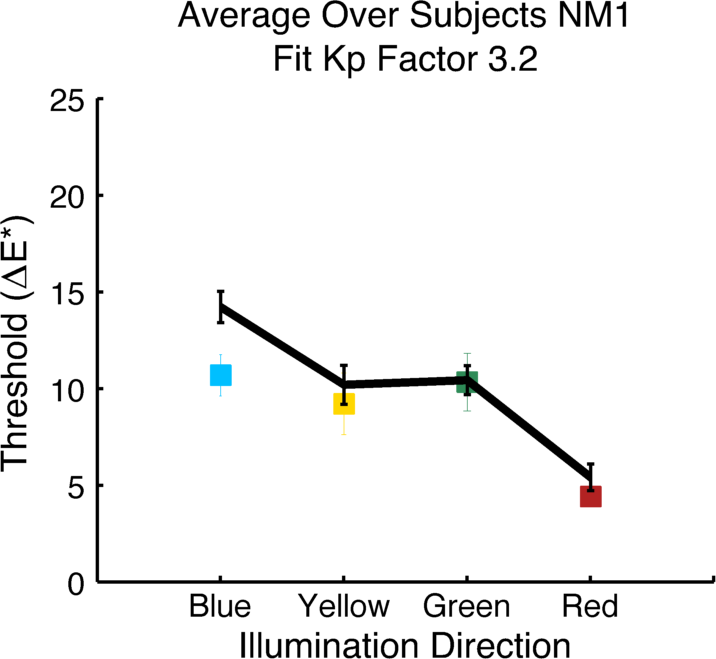 Average Over Subjects NM1
Fit Kp Factor 3.2
Threshold (ΔE*)
25
20
15
10
5
0
Blue Yellow Green Red
Illumination Direction